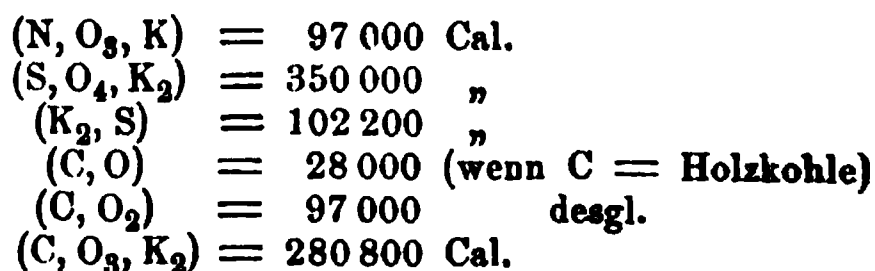 (N, O₃, K) = 97 000 Cal.
(S, O₄, K₂) = 350 000 „
(K₂, S) = 102 200 „
(C, O) = 28 000 (wenn C = Holzkohle)
(C, O₂) = 97 000 desgl.
(C, O₃, K₂) = 280 800 Cal.